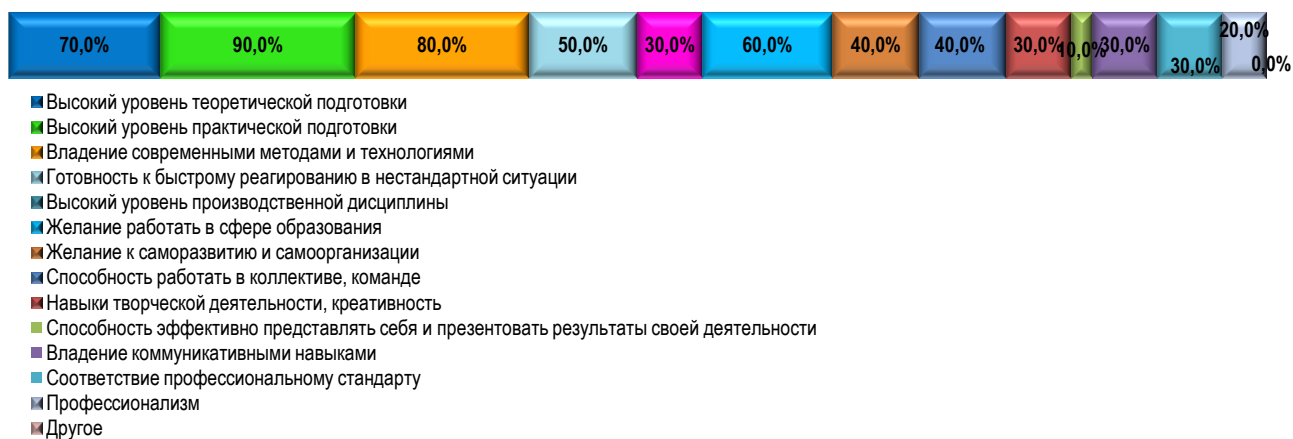 70,0% 90,0% 80,0% 50,0% 30,0% 60,0% 40,0% 40,0% 30,0% 10,0% 30,0% 30,0% 20,0% 0,0%
Высокий уровень теоретической подготовки
Высокий уровень практической подготовки
Владение современными методами и технологиями
Готовность к быстрому реагированию в нестандартной ситуации
Высокий уровень производственной дисциплины
Желание работать в сфере образования
Желание к саморазвитию и самоорганизации
Способность работать в коллективе, команде
Навыки творческой деятельности, креативность
Способность эффективно представлять себя и презентовать результаты своей деятельности
Владение коммуникативными навыками
Соответствие профессиональному стандарту
Профессионализм
Другое